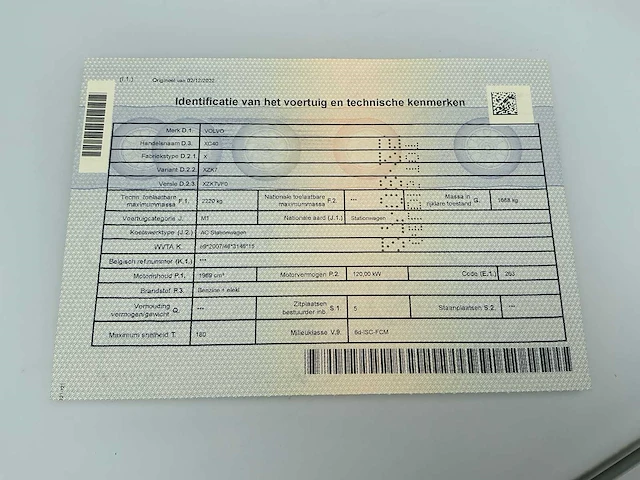 (I.1.) Origineel van 02/12/2022
Identificatie van het voertuig en technische kenmerken
Merk D.1. VOLVO
Handelsnaam D.3. XC40
Fabriekstype D.2.1. X
Variant D.2.2. XZK7
Versie D.2.3. XZK7VF0
Techn. toelaatbare maximummassa F.1. 2220 kg Nationale toelaatbare maximummassa F.2. --- Massa in rijklare toestand G. 1668 kg
Voertuigcategorie J. M1 Nationale aard (J.1.) Stationwagen
Koetswerktype (J.2.) AC Stationwagen
WVTA K. e9*2007/46*3146*15
Belgisch ref.nummer (K.1.) ---
Motorinhoud P.1. 1969 cm³ Motorvermogen P.2. 120,00 kW Code (E.1.) 263
Brandstof P.3. Benzine + elekt
Verhouding vermogen/gewicht Q. --- Zitplaatsen bestuurder inb. S.1. 5 Staanplaatsen S.2. ---
Maximum snelheid T. 180 Milieuklasse V.9. 6d-ISC-FCM